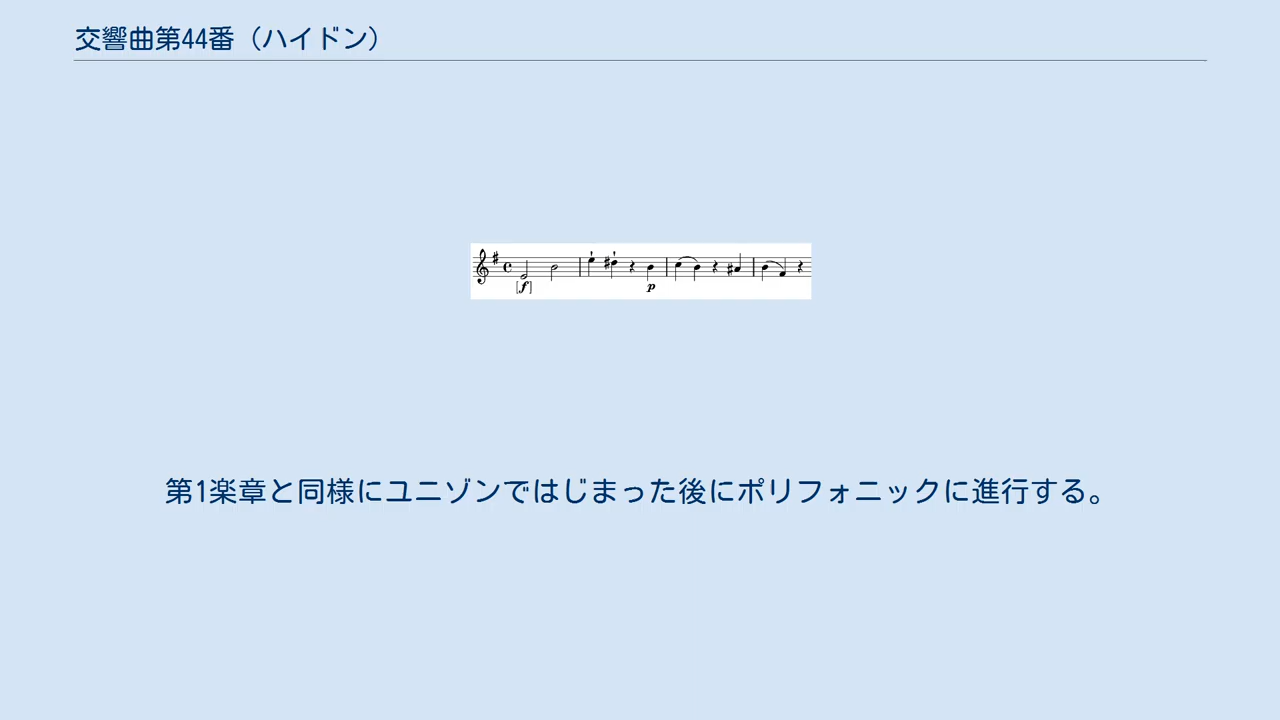 交響曲第44番（ハイドン）
[f]
p
第1楽章と同様にユニゾンではじまった後にポリフォニックに進行する。